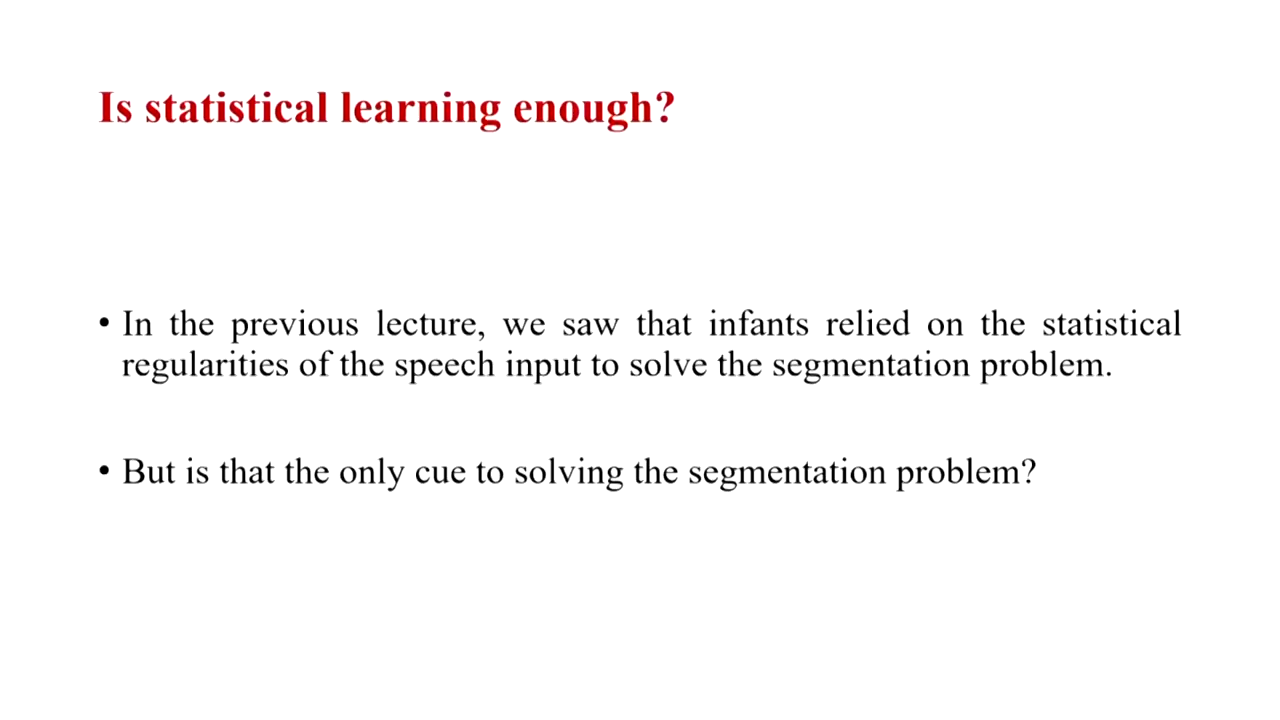 Is statistical learning enough?
• In the previous lecture, we saw that infants relied on the statistical
regularities of the speech input to solve the segmentation problem.
• But is that the only cue to solving the segmentation problem?